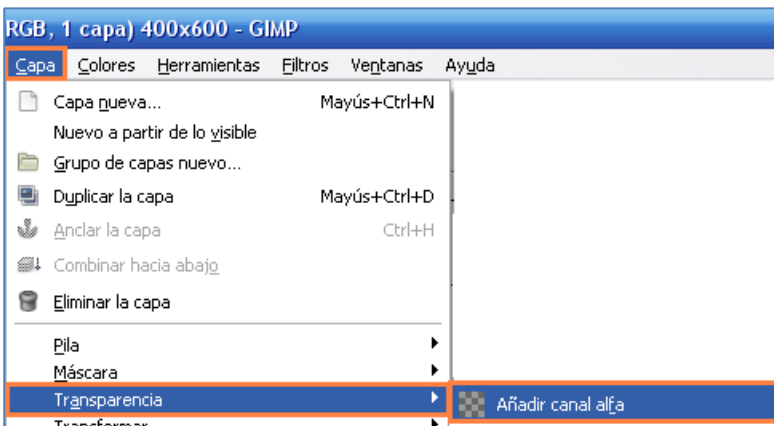 RGB, 1 capa) 400x600 - GIMP
Capa Colores Herramientas Filtros Ventanas Ayuda
Capa nueva... Mayús+Ctrl+N
Nuevo a partir de lo visible
Grupo de capas nuevo...
Duplicar la capa Mayús+Ctrl+D
Anclar la capa Ctrl+H
Combinar hacia abajo
Eliminar la capa
Pila
Máscara
Transparencia Añadir canal alfa
Transformar